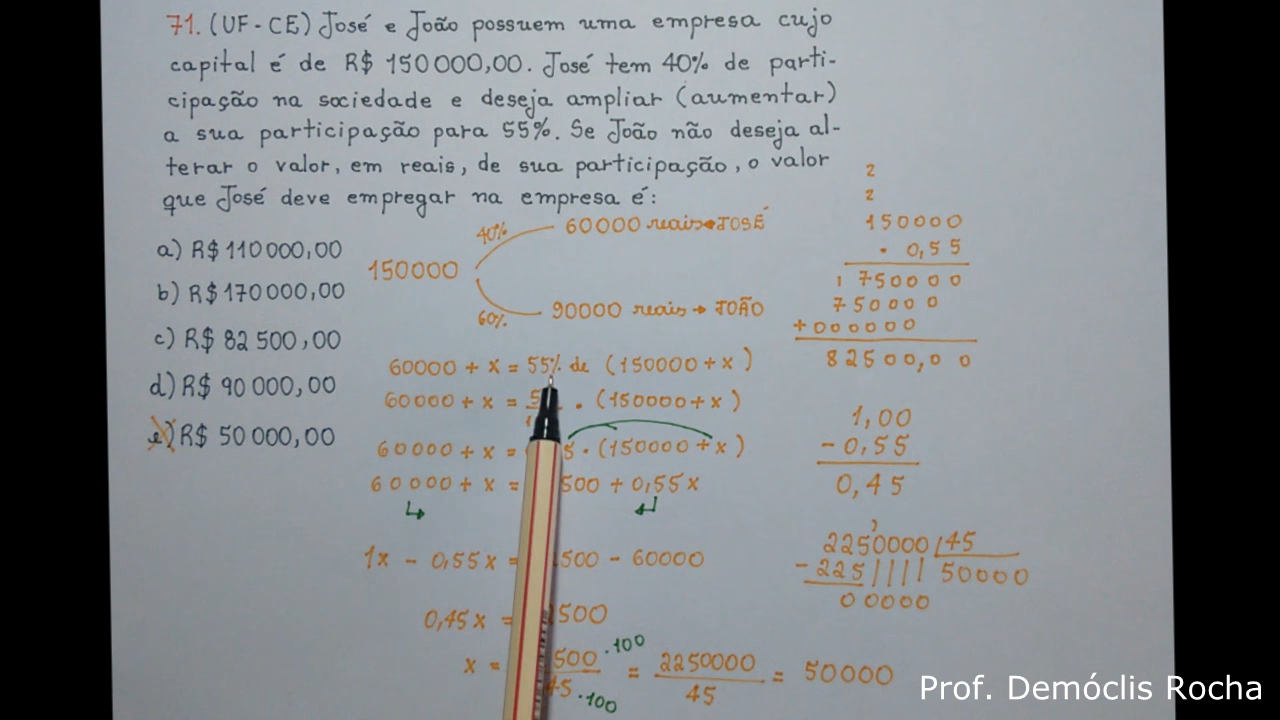 71. (UF-CE) José e João possuem uma empresa cujo
capital é de R$ 150000,00. José tem 40% de parti-
cipação na sociedade e deseja ampliar (aumentar)
a sua participação para 55%. Se João não deseja al-
terar o valor, em reais, de sua participação, o valor
que José deve empregar na empresa é:
a) R$ 110000,00
b) R$ 170000,00
c) R$ 82500,00
d) R$ 90000,00
e) R$ 50000,00
40% 60000 reais → JOSÉ
150000
60% 90000 reais → JOÃO
60000 + x = 55% de (150000 + x)
60000 + x = · (150000 + x)
60000 + x = 5 · (150000 + x)
60000 + x = 500 + 0,55x
1x - 0,55x = 500 - 60000
0,45x = 500
x = 500 ·100 = 2250000 = 50000
45 ·100 45
2
2
150000
· 0,55
1 750000
750000
+000000
82500,00
1,00
- 0,55
0,45
2250000 45
- 225 50000
00000
Prof. Demóclis Rocha